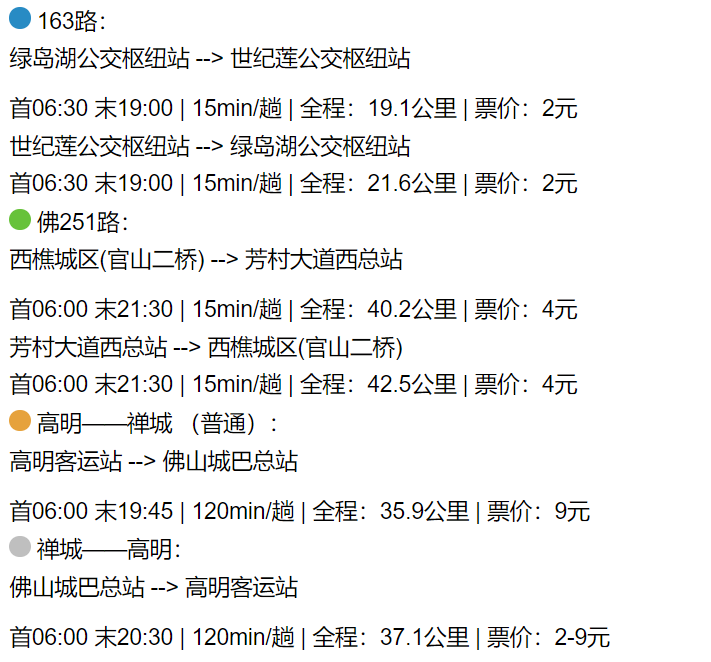 163路：
绿岛湖公交枢纽站 --> 世纪莲公交枢纽站
首06:30 末19:00 | 15min/趟 | 全程：19.1公里 | 票价：2元
世纪莲公交枢纽站 --> 绿岛湖公交枢纽站
首06:30 末19:00 | 15min/趟 | 全程：21.6公里 | 票价：2元
佛251路：
西樵城区(官山二桥) --> 芳村大道西总站
首06:00 末21:30 | 15min/趟 | 全程：40.2公里 | 票价：4元
芳村大道西总站 --> 西樵城区(官山二桥)
首06:00 末21:30 | 15min/趟 | 全程：42.5公里 | 票价：4元
高明——禅城 （普通）：
高明客运站 --> 佛山城巴总站
首06:00 末19:45 | 120min/趟 | 全程：35.9公里 | 票价：9元
禅城——高明：
佛山城巴总站 --> 高明客运站
首06:00 末20:30 | 120min/趟 | 全程：37.1公里 | 票价：2-9元